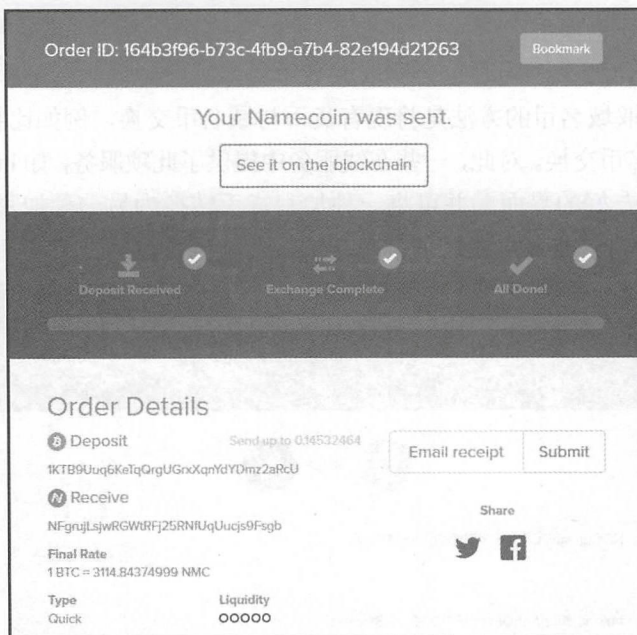 Order ID: 164b3f96-b73c-4fb9-a7b4-82e194d21263
Bookmark
Your Namecoin was sent.
See it on the blockchain
Deposit Received
Exchange Complete
All Done!
Order Details
Deposit
Send up to 0.14532464
Email receipt
Submit
1KTB9Uuq6KeTqQrgUGrxXqnYdYDmz2aRcU
Receive
NFgrujLsjwRGWtRFj25RNfUqUucjs9Fsgb
Share
Final Rate
1 BTC = 3114.84374999 NMC
Type
Liquidity
Quick